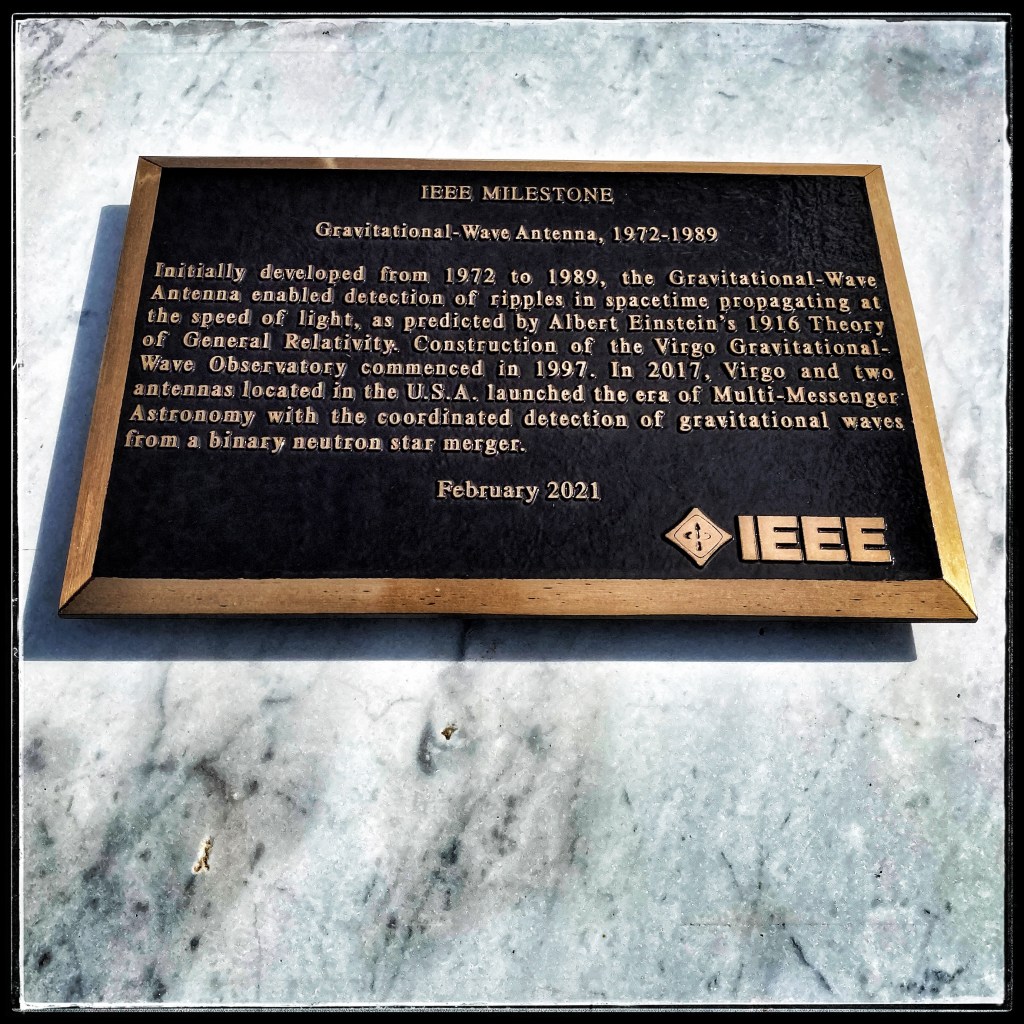 IEEE MILESTONE
Gravitational-Wave Antenna, 1972-1989
Initially developed from 1972 to 1989, the Gravitational-Wave
Antenna enabled detection of ripples in spacetime propagating at
the speed of light, as predicted by Albert Einstein's 1916 Theory
of General Relativity. Construction of the Virgo Gravitational-
Wave Observatory commenced in 1997. In 2017, Virgo and two
antennas located in the U.S.A. launched the era of Multi-Messenger
Astronomy with the coordinated detection of gravitational waves
from a binary neutron star merger.
February 2021
IEEE